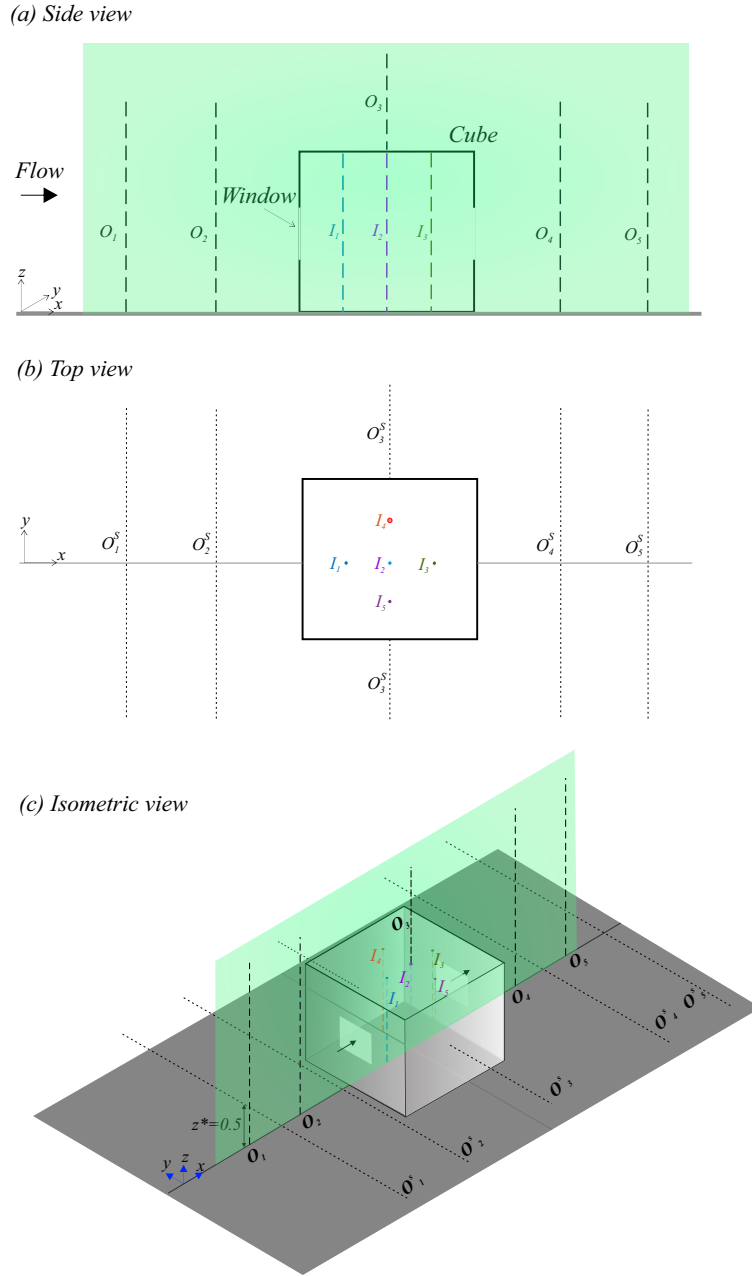 (a) Side view
O₃
Cube
Flow
Window
O₁ O₂ I₁ I₂ I₃ O₄ O₅
z
y
x
(b) Top view
O₃ˢ
I₄
y
x
O₁ˢ O₂ˢ O₄ˢ O₅ˢ
I₁ I₂ I₃
I₅
O₃ˢ
(c) Isometric view
O₃
I₄ I₃
I₂ I₅
I₁
O₅
O₄
O₄ˢ O₅ˢ
O₃ˢ
z*=0.5
O₂
O₂ˢ
O₁
y z x
O₁ˢ